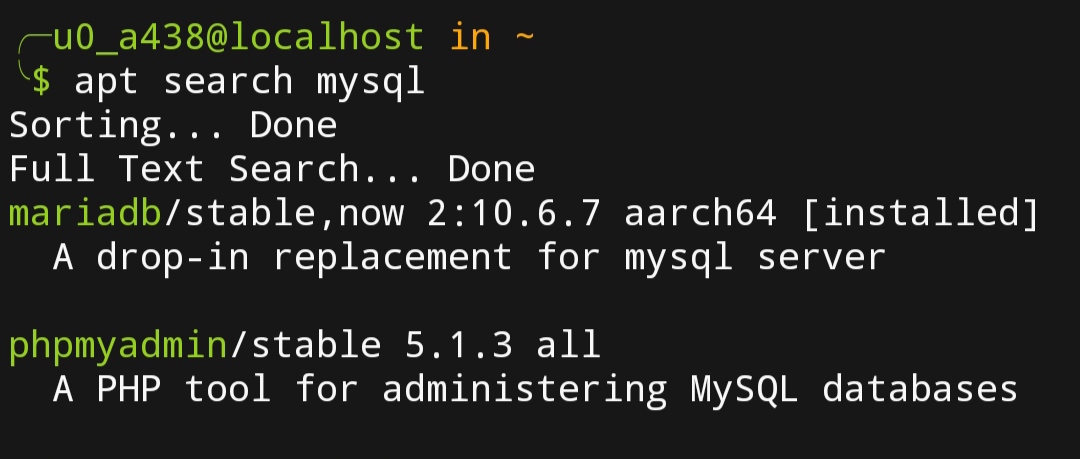 ╭─u0_a438@localhost in ~
╰$ apt search mysql
Sorting... Done
Full Text Search... Done
mariadb/stable,now 2:10.6.7 aarch64 [installed]
  A drop-in replacement for mysql server

phpmyadmin/stable 5.1.3 all
  A PHP tool for administering MySQL databases